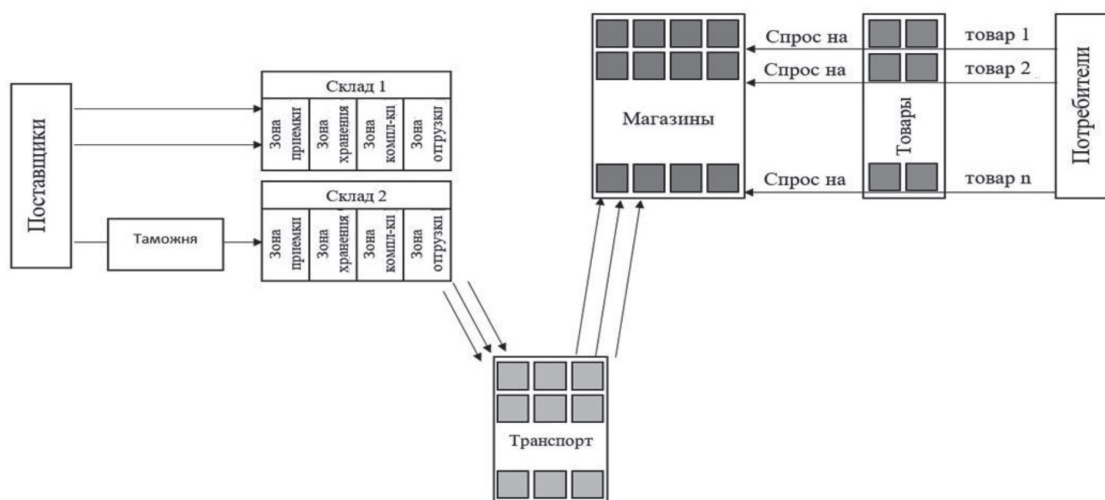 Поставщики
Таможня
Склад 1
Зона приемки
Зона хранения
Зона компл-ки
Зона отгрузки
Склад 2
Зона приемки
Зона хранения
Зона компл-ки
Зона отгрузки
Транспорт
Магазины
Спрос на
товар 1
Спрос на
товар 2
Спрос на
товар n
Товары
Потребители